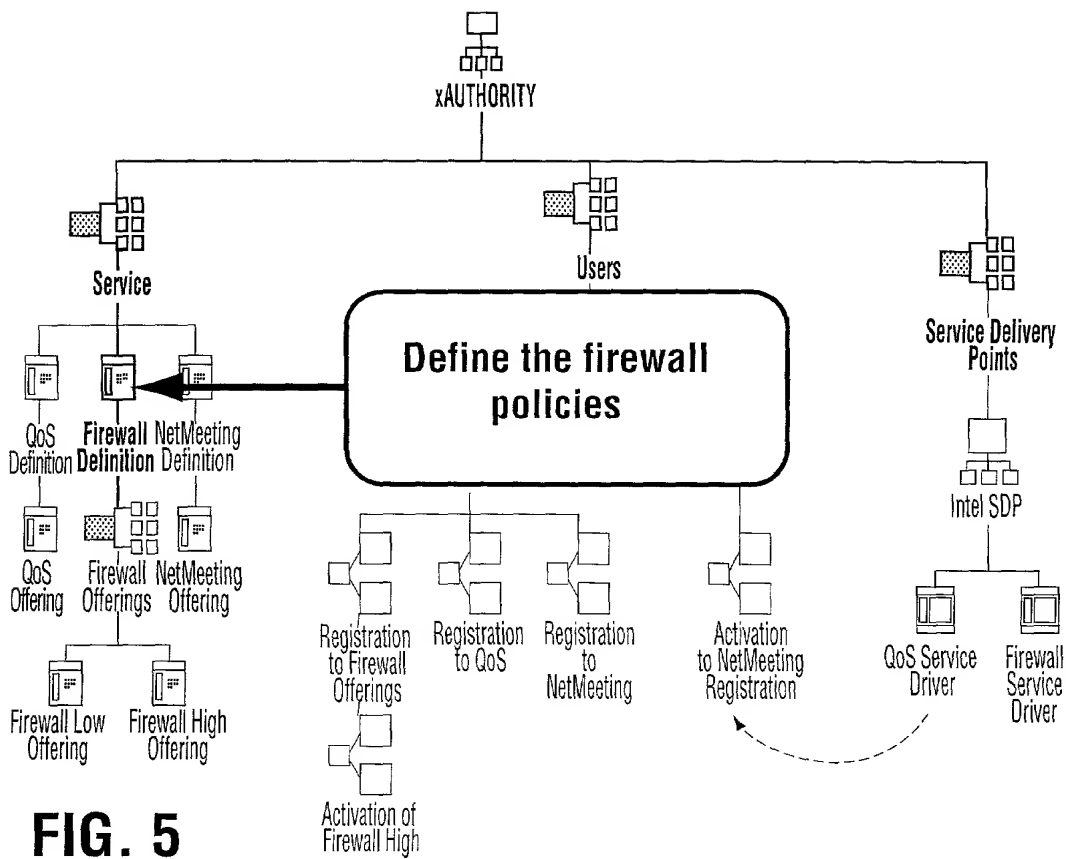 xAUTHORITY
Service
Users
Service Delivery
Points
Define the firewall
policies
QoS
Definition
Firewall
Definition
NetMeeting
Definition
QoS
Offering
Firewall
Offerings
NetMeeting
Offering
Firewall Low
Offering
Firewall High
Offering
Registration
to Firewall
Offerings
Registration
to QoS
Registration
to
NetMeeting
Activation
to NetMeeting
Registration
Activation of
Firewall High
Intel SDP
QoS Service
Driver
Firewall
Service
Driver
FIG. 5